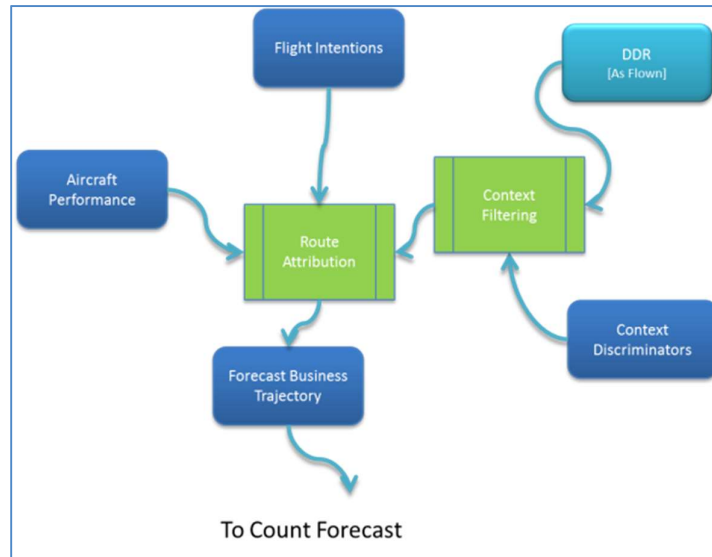 Flight Intentions
DDR
[As Flown]
Aircraft
Performance
Context
Filtering
Route
Attribution
Context
Discriminators
Forecast Business
Trajectory
To Count Forecast